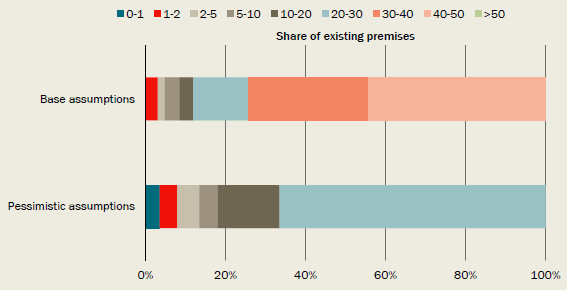 0-1 1-2 2-5 5-10 10-20 20-30 30-40 40-50 >50
Share of existing premises
Base assumptions
Pessimistic assumptions
0% 20% 40% 60% 80% 100%